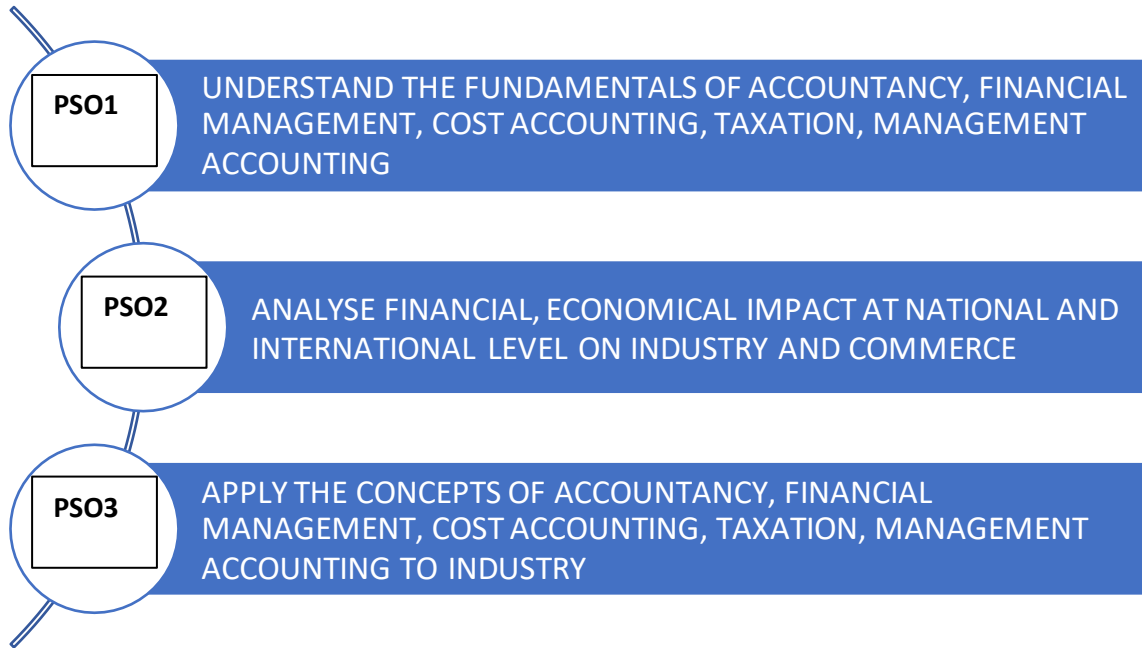 PSO1
UNDERSTAND THE FUNDAMENTALS OF ACCOUNTANCY, FINANCIAL
MANAGEMENT, COST ACCOUNTING, TAXATION, MANAGEMENT
ACCOUNTING
PSO2
ANALYSE FINANCIAL, ECONOMICAL IMPACT AT NATIONAL AND
INTERNATIONAL LEVEL ON INDUSTRY AND COMMERCE
PSO3
APPLY THE CONCEPTS OF ACCOUNTANCY, FINANCIAL
MANAGEMENT, COST ACCOUNTING, TAXATION, MANAGEMENT
ACCOUNTING TO INDUSTRY